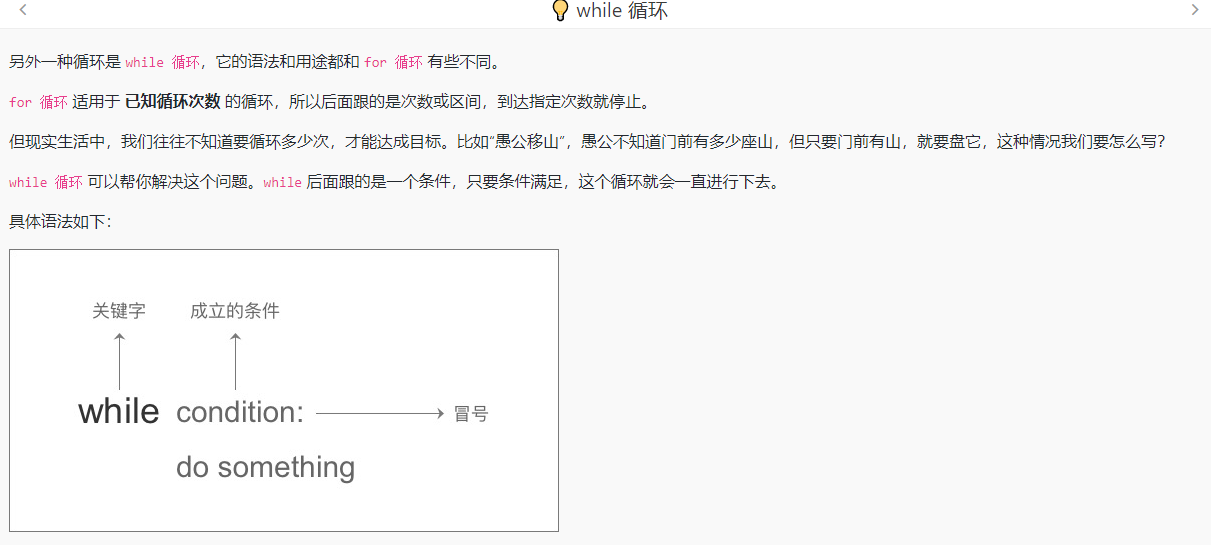 while 循环
另外一种循环是 while 循环，它的语法和用途都和 for 循环 有些不同。
for 循环 适用于 已知循环次数 的循环，所以后面跟的是次数或区间，到达指定次数就停止。
但现实生活中，我们往往不知道要循环多少次，才能达成目标。比如“愚公移山”，愚公不知道门前有多少座山，但只要门前有山，就要盘它，这种情况我们要怎么写？
while 循环 可以帮你解决这个问题。while 后面跟的是一个条件，只要条件满足，这个循环就会一直进行下去。
具体语法如下：
关键字 成立的条件
while condition: 冒号
do something